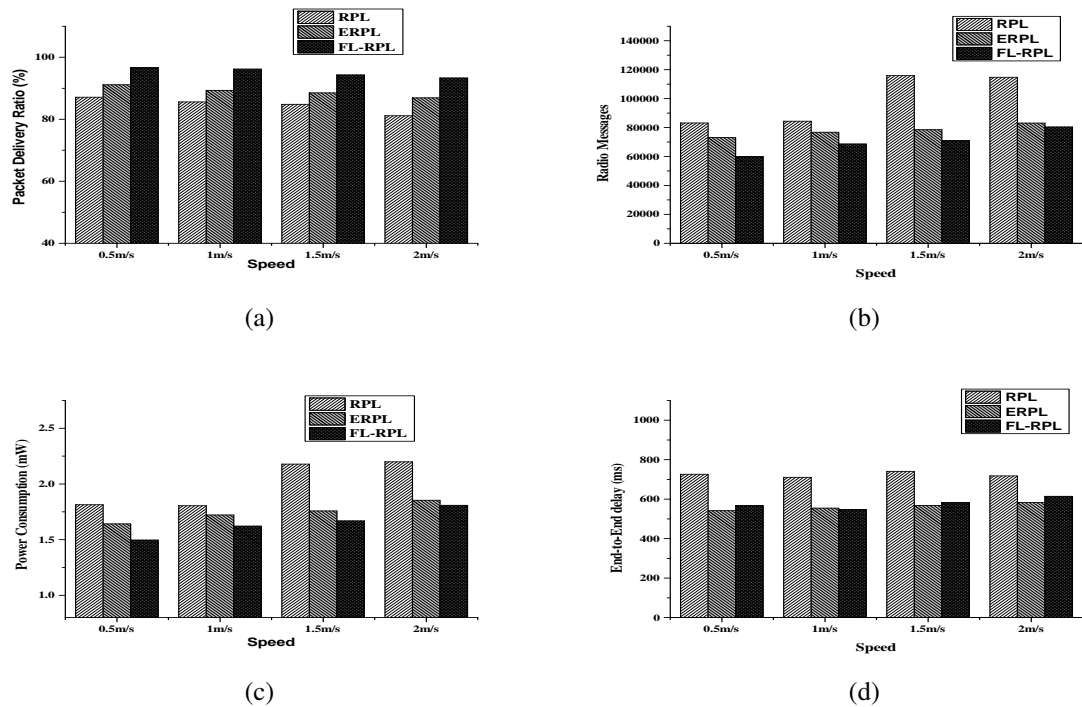 RPL
ERPL
FL-RPL
Packet Delivery Ratio (%)
100
80
60
40
0.5m/s 1m/s 1.5m/s 2m/s
Speed
(a)
RPL
ERPL
FL-RPL
Radio Messages
140000
120000
100000
80000
60000
40000
20000
0
0.5m/s 1m/s 1.5m/s 2m/s
Speed
(b)
RPL
ERPL
FL-RPL
Power Consumption (mW)
2.5
2.0
1.5
1.0
0.5m/s 1m/s 1.5m/s 2m/s
Speed
(c)
RPL
ERPL
FL-RPL
End-to-End delay (ms)
1000
800
600
400
200
0
0.5m/s 1m/s 1.5m/s 2m/s
Speed
(d)